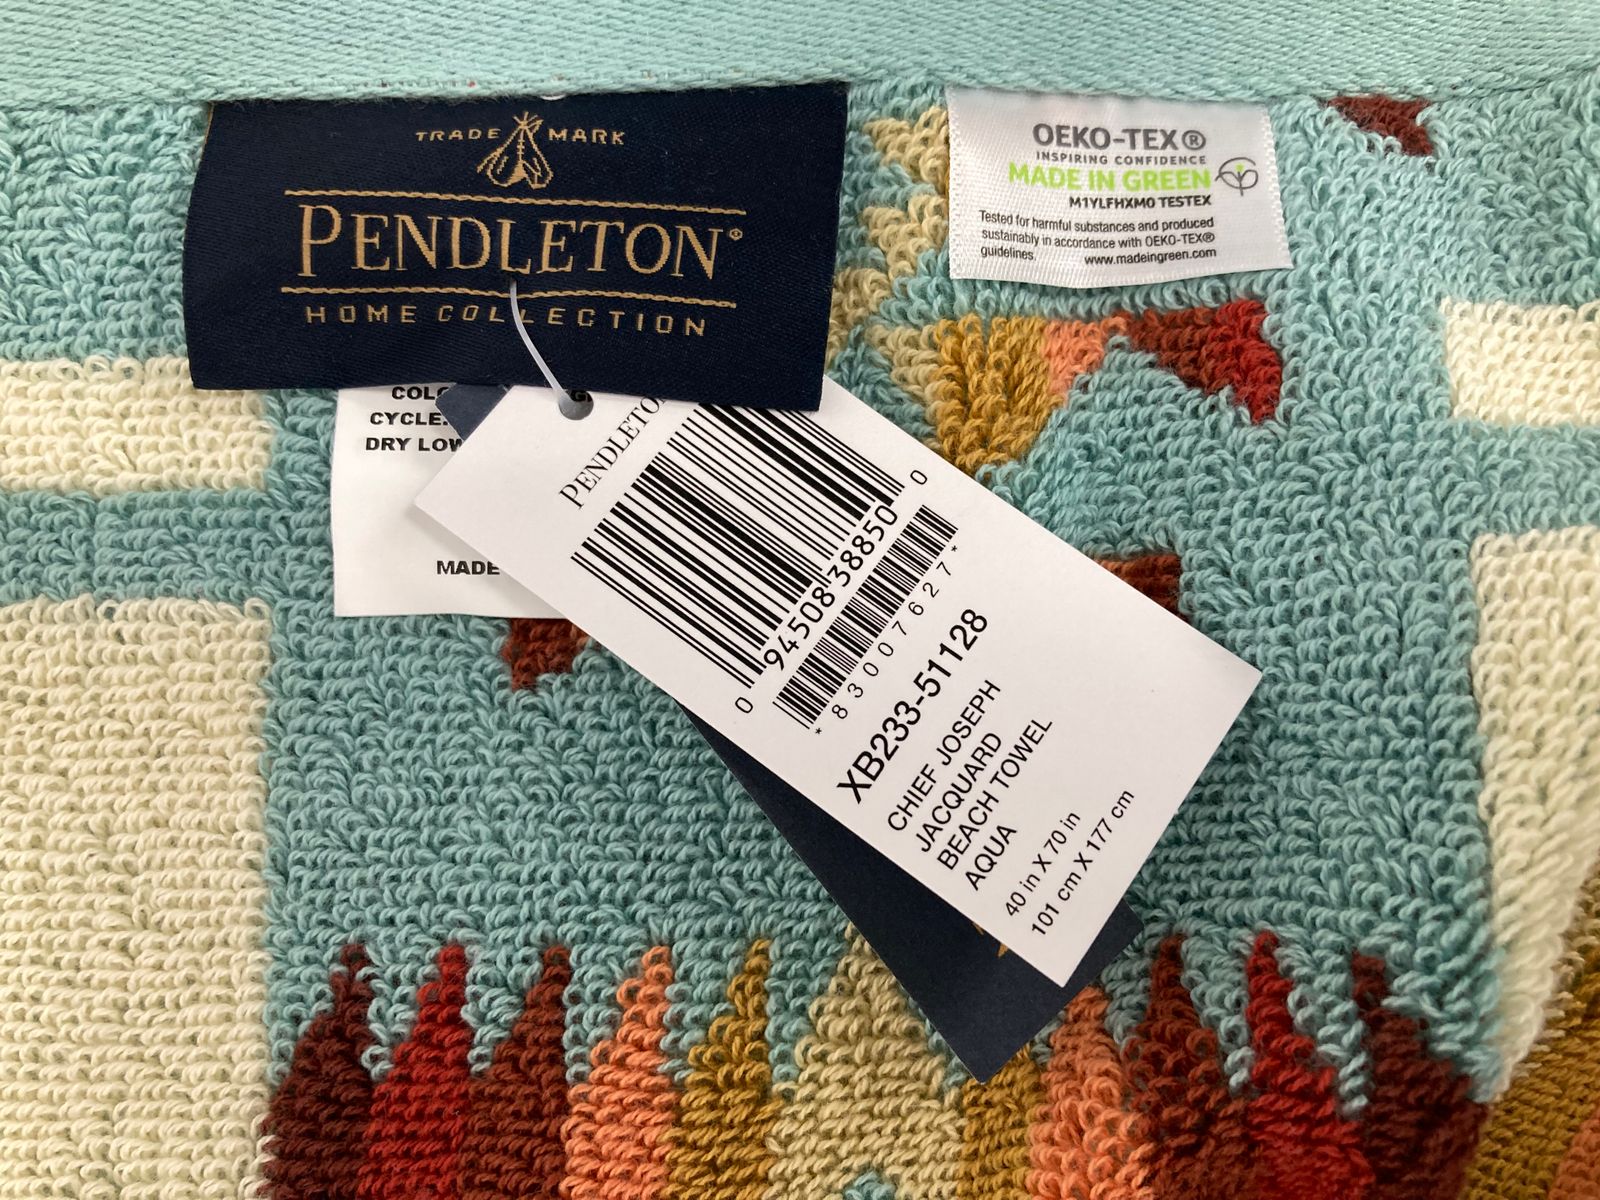 TRADE MARK
PENDLETON®
HOME COLLECTION
OEKO-TEX®
INSPIRING CONFIDENCE
MADE IN GREEN
M1YLFHXM0 TESTEX
Tested for harmful substances and produced
sustainably in accordance with OEKO-TEX®
guidelines. www.madeingreen.com
CYCLE.
DRY LOW
MADE
PENDLETON
0 94508 38850 0
*83007627*
XB233-51128
CHIEF JOSEPH
JACQUARD
BEACH TOWEL
AQUA
40 in X 70 in
101 cm X 177 cm